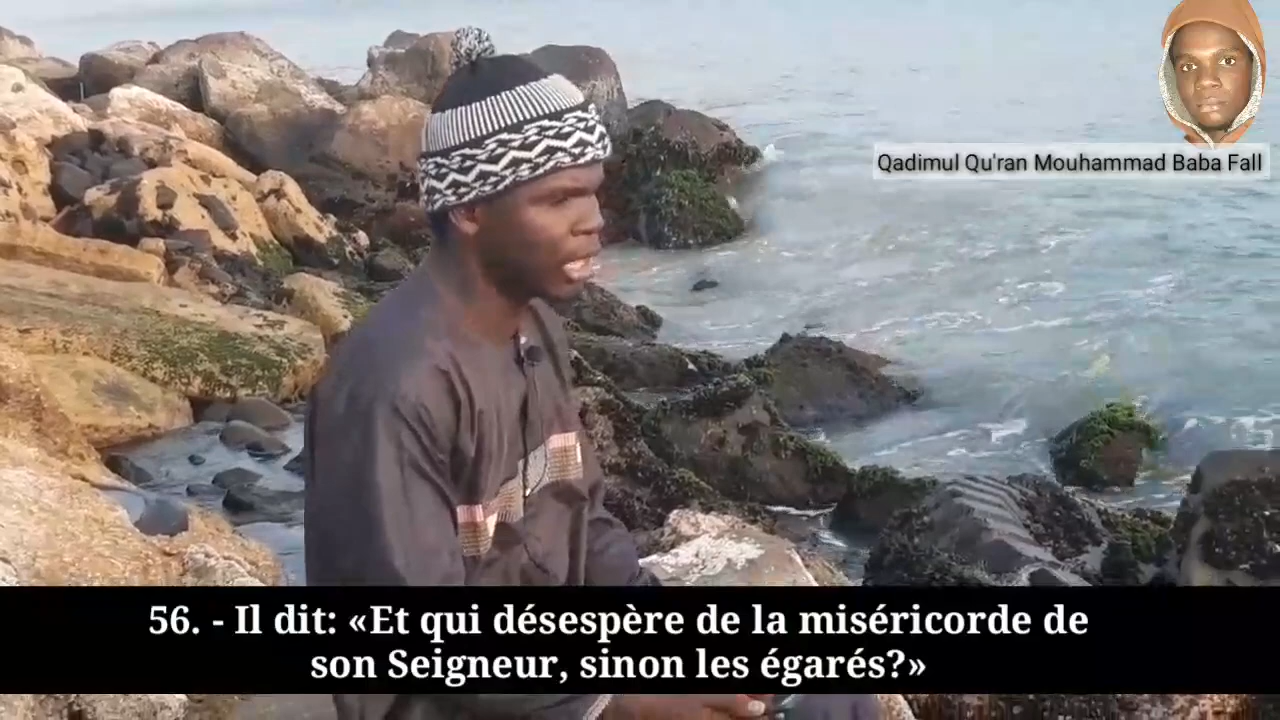 Qadimul Qu'ran Mouhammad Baba Fall
56. - Il dit: «Et qui désespère de la miséricorde de
son Seigneur, sinon les égarés?»